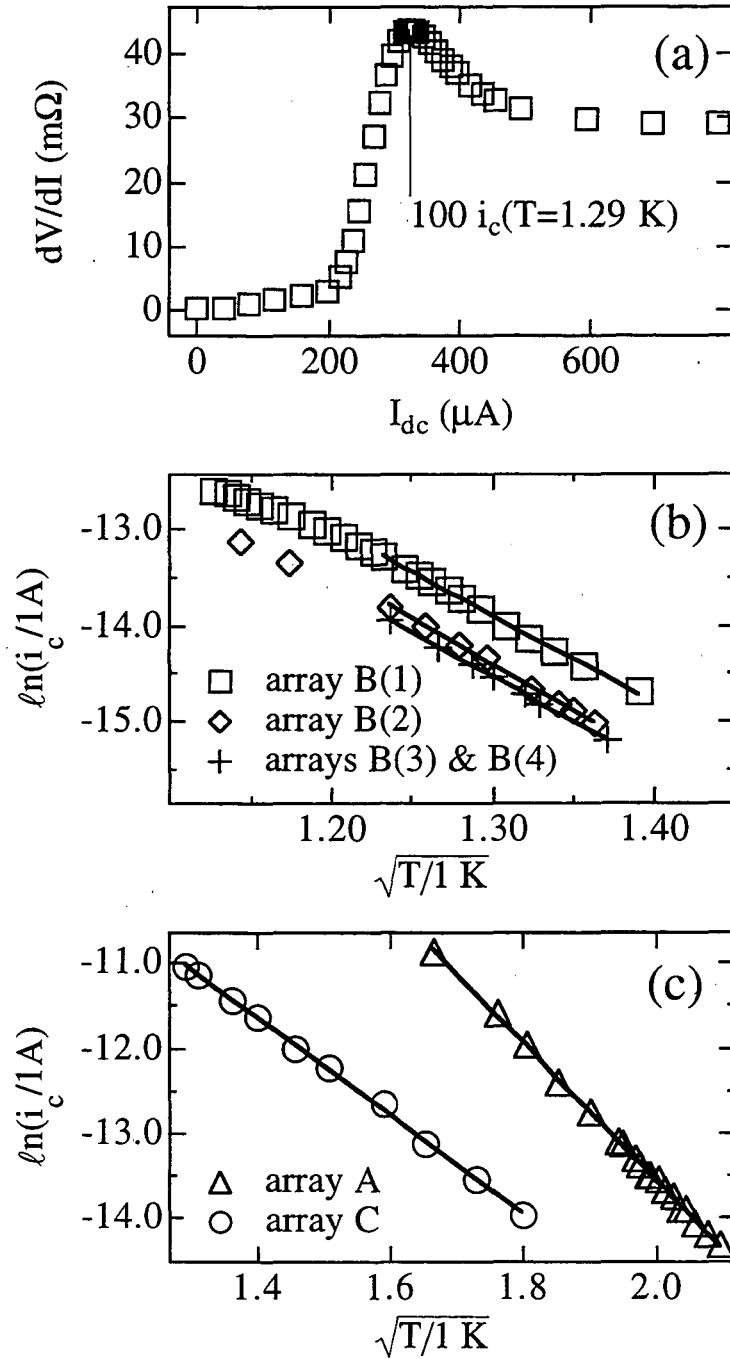 (a)
dV/dI (mΩ)
40
30
20
10
0
100 i_c(T=1.29 K)
0 200 400 600
I_dc (μA)
(b)
ℓn(i_c/1A)
-13.0
-14.0
-15.0
array B(1)
array B(2)
arrays B(3) & B(4)
1.20 1.30 1.40
√T/1 K
(c)
ℓn(i_c/1A)
-11.0
-12.0
-13.0
-14.0
array A
array C
1.4 1.6 1.8 2.0
√T/1 K